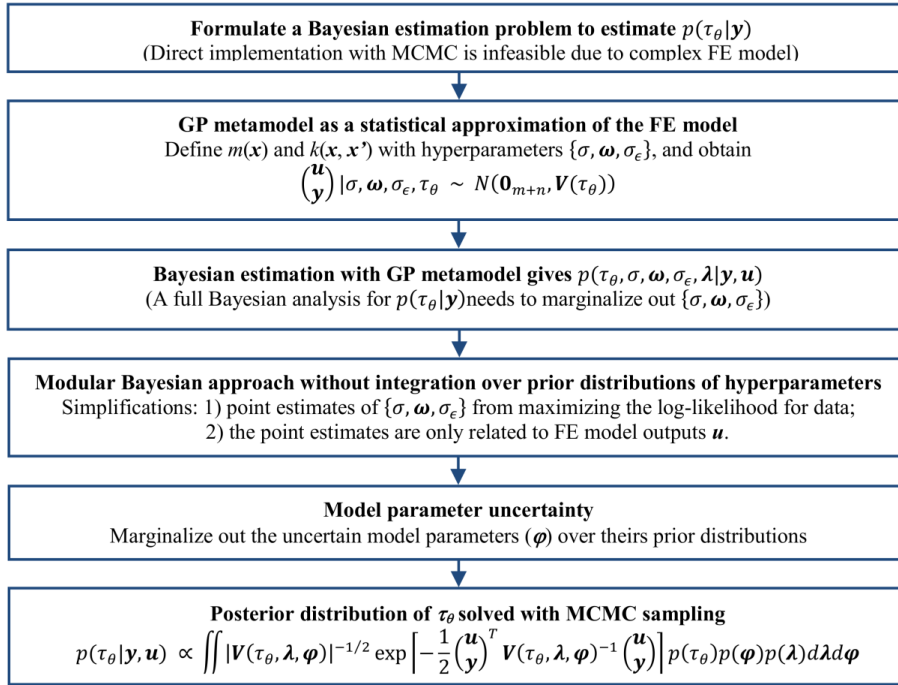 Formulate a Bayesian estimation problem to estimate p(τ_θ|y)
(Direct implementation with MCMC is infeasible due to complex FE model)
GP metamodel as a statistical approximation of the FE model
Define m(x) and k(x, x’) with hyperparameters {σ, ω, σ_ϵ}, and obtain
(u y)|σ, ω, σ_ϵ, τ_θ ~ N(0_{m+n}, V(τ_θ))
Bayesian estimation with GP metamodel gives p(τ_θ, σ, ω, σ_ϵ, λ|y, u)
(A full Bayesian analysis for p(τ_θ|y)needs to marginalize out {σ, ω, σ_ϵ})
Modular Bayesian approach without integration over prior distributions of hyperparameters
Simplifications: 1) point estimates of {σ, ω, σ_ϵ} from maximizing the log-likelihood for data;
2) the point estimates are only related to FE model outputs u.
Model parameter uncertainty
Marginalize out the uncertain model parameters (φ) over theirs prior distributions
Posterior distribution of τ_θ solved with MCMC sampling
p(τ_θ|y, u) ∝ ∬|V(τ_θ, λ, φ)|^{-1/2} exp[-1/2 (u y)^T V(τ_θ, λ, φ)^{-1} (u y)] p(τ_θ)p(φ)p(λ)dλdφ